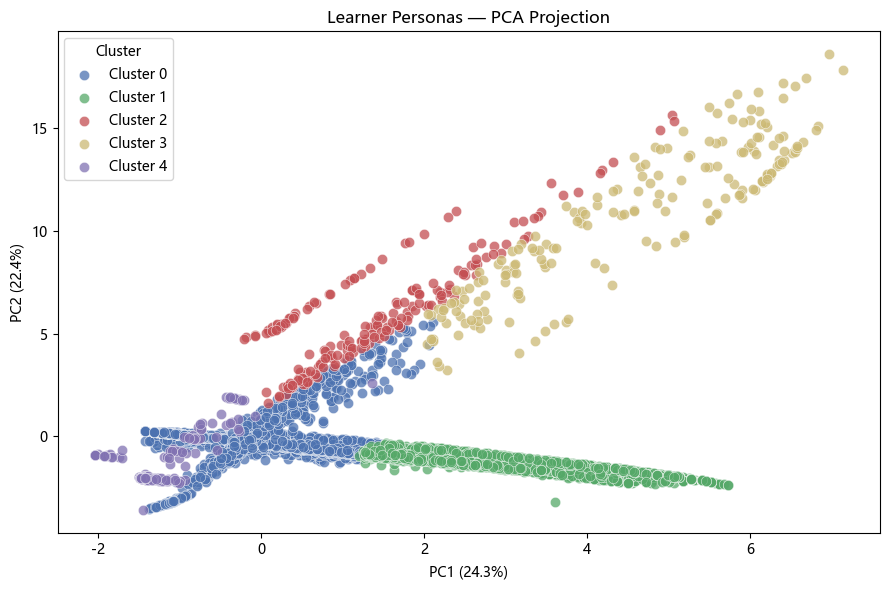 Learner Personas — PCA Projection
Cluster
Cluster 0
Cluster 1
Cluster 2
Cluster 3
Cluster 4
PC2 (22.4%)
15
10
5
0
-2
0
2
4
6
PC1 (24.3%)